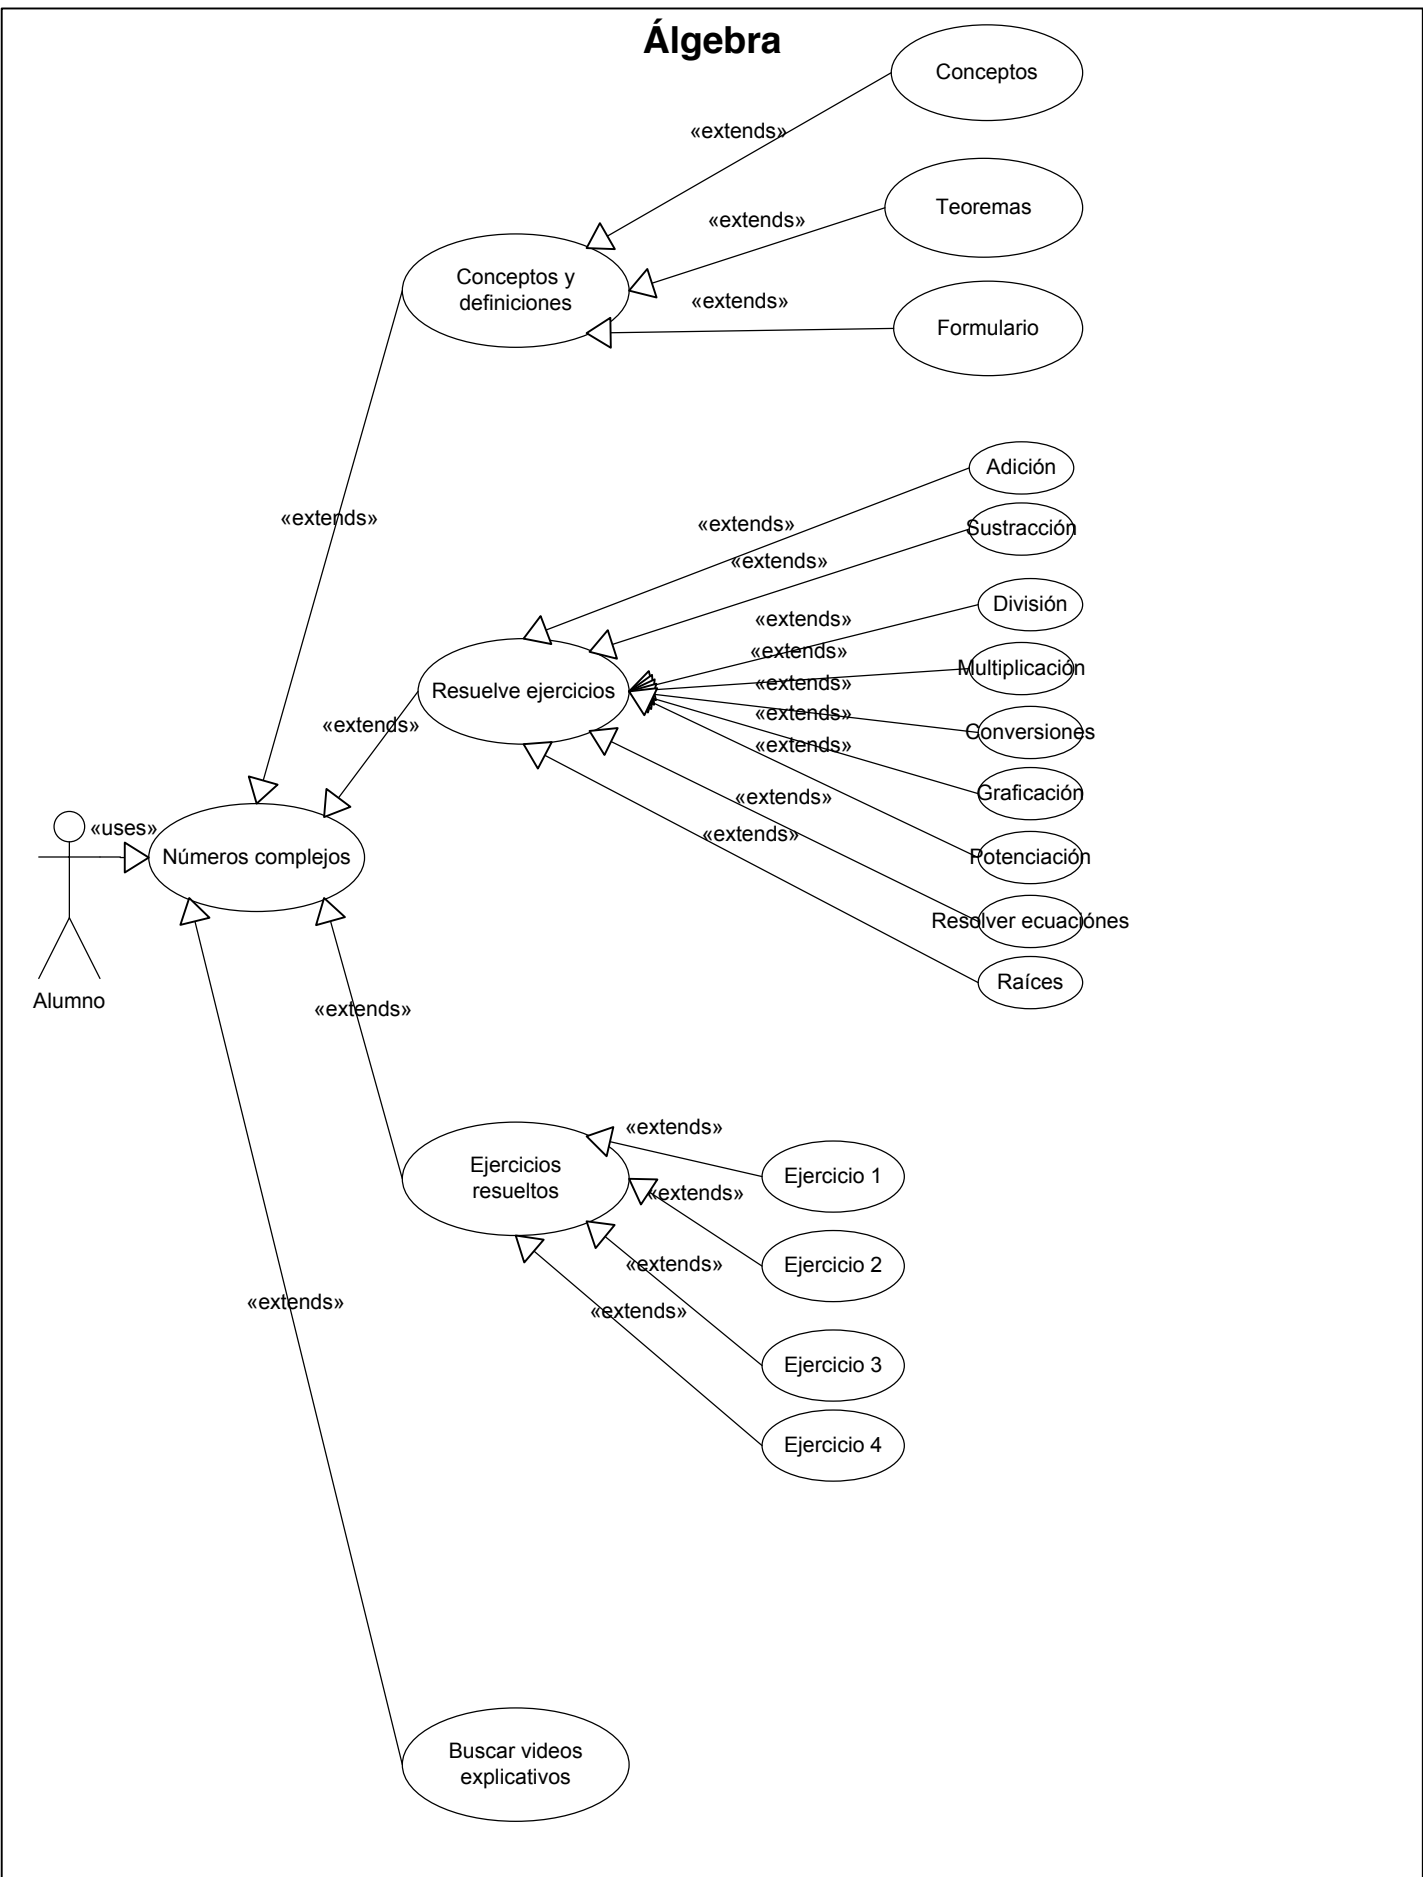 Álgebra
Conceptos
«extends»
Teoremas
«extends»
Conceptos y
definiciones
«extends»
Formulario
Adición
«extends»
«extends»
Sustracción
«extends»
División
«extends»
«extends»
Multiplicación
Resuelve ejercicios
«extends»
«extends»
«extends»
Conversiones
«extends»
Graficación
«extends»
«extends»
«uses»
Números complejos
Potenciación
Resolver ecuaciónes
Raíces
Alumno
«extends»
«extends»
Ejercicios
resueltos
Ejercicio 1
«extends»
«extends»
Ejercicio 2
«extends»
«extends»
Ejercicio 3
Ejercicio 4
Buscar videos
explicativos